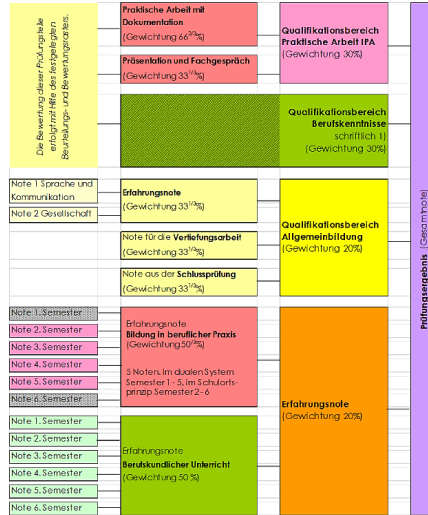 Die Bewertung dieser Prüfungsteile
erfolgt mit Hilfe des festgelegten
Beurteilungs- und Bewertungsrasters.
Praktische Arbeit mit
Dokumentation
(Gewichtung 66²/³%)
Präsentation und Fachgespräch
(Gewichtung 33¹/³%)
Qualifikationsbereich
Praktische Arbeit IPA
(Gewichtung 30%)
Qualifikationsbereich
Berufskenntnisse
schriftlich 1)
(Gewichtung 30%)
Note 1 Sprache und
Kommunikation
Note 2 Gesellschaft
Erfahrungsnote
(Gewichtung 33¹/³%)
Note für die Vertiefungsarbeit
(Gewichtung 33¹/³%)
Note aus der Schlussprüfung
(Gewichtung 33¹/³%)
Qualifikationsbereich
Allgemeinbildung
(Gewichtung 20%)
Note 1. Semester
Note 2. Semester
Note 3. Semester
Note 4. Semester
Note 5. Semester
Note 6. Semester
Erfahrungsnote
Bildung in beruflicher Praxis
(Gewichtung 50%)
5 Noten. Im dualen System
Semester 1 - 5, im Schulorts-
prinzip Semester 2 - 6
Note 1. Semester
Note 2. Semester
Note 3. Semester
Note 4. Semester
Note 5. Semester
Note 6. Semester
Erfahrungsnote
Berufskundlicher Unterricht
(Gewichtung 50 %)
Erfahrungsnote
(Gewichtung 20%)
Prüfungsergebnis (Gesamtnote)